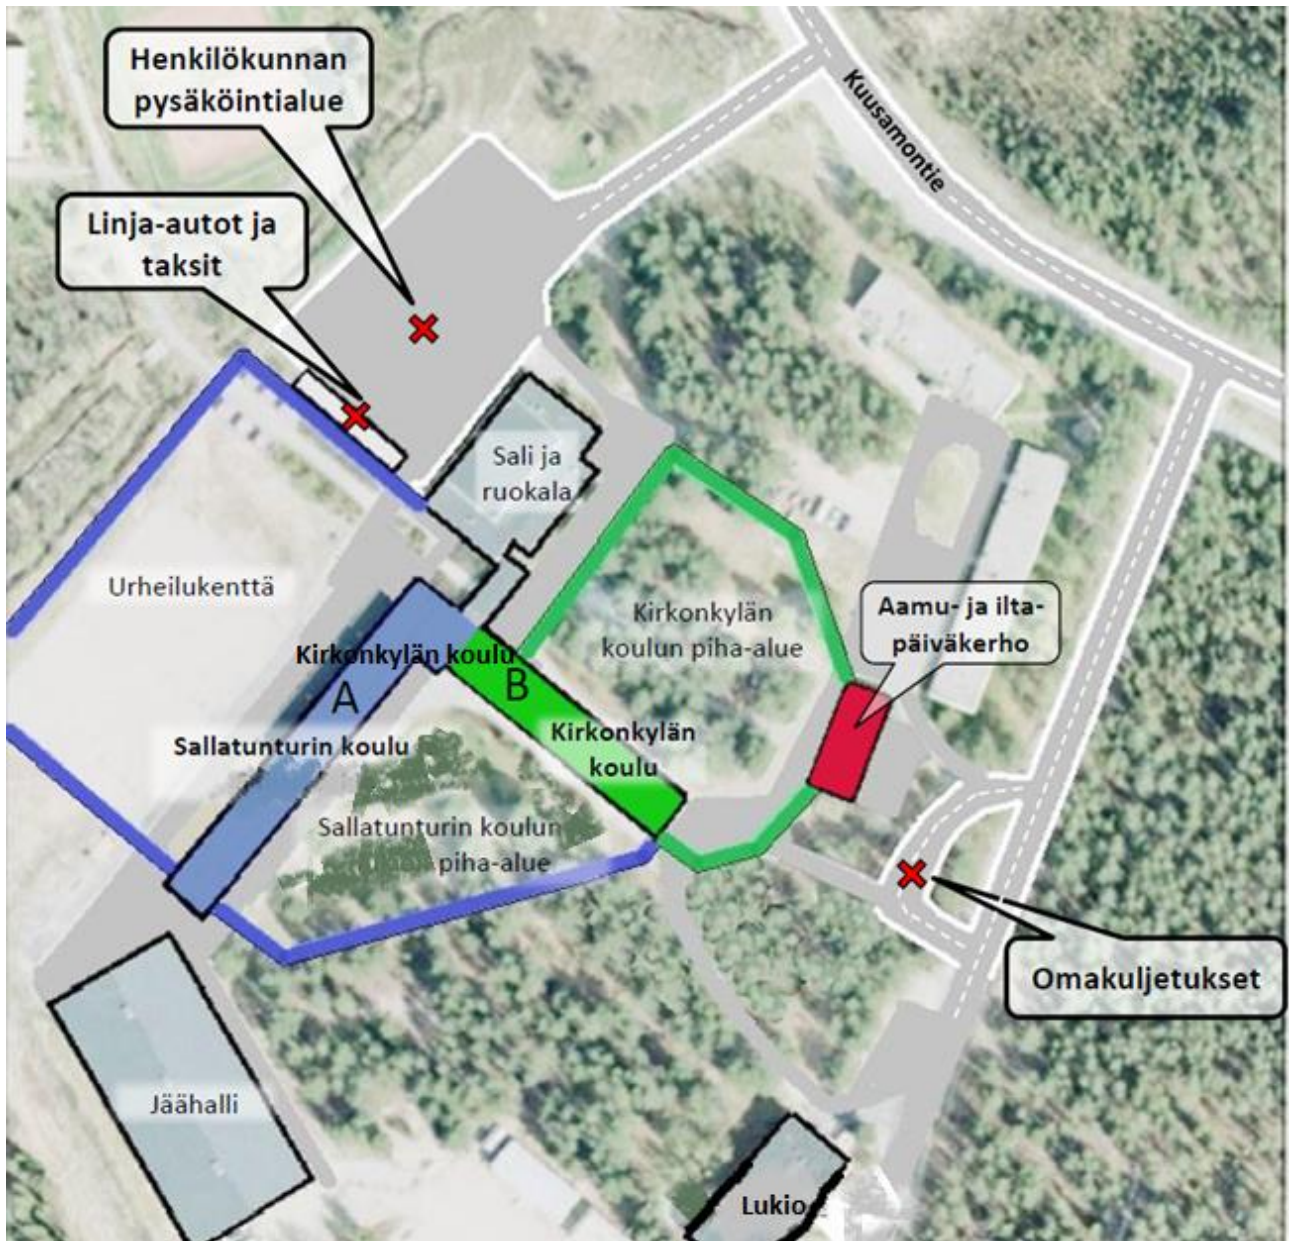 Henkilökunnan
pysäköintialue
Kuusamontie
Linja-autot ja
taksit
Sali ja
ruokala
Urheilukenttä
Kirkonkylän
koulun piha-alue
Aamu- ja ilta-
päiväkerho
Kirkonkylän koulu
A
B
Sallatunturin koulu
Kirkonkylän
koulu
Sallatunturin koulun
piha-alue
Omakuljetukset
Jäähalli
Lukio